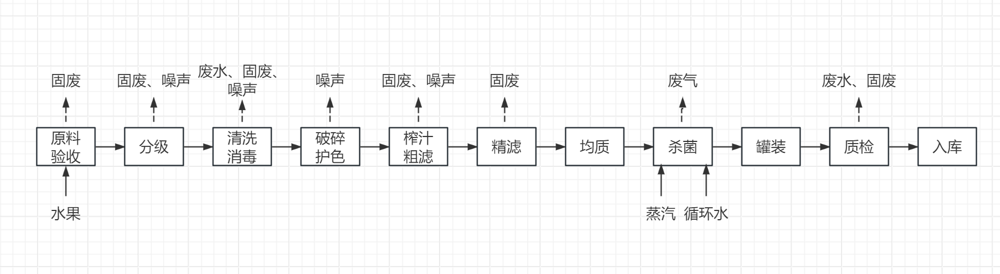 固废
固废、噪声
废水、固废、
噪声
噪声
固废、噪声
固废
废气
废水、固废
原料
验收
分级
清洗
消毒
破碎
护色
榨汁
粗滤
精滤
均质
杀菌
罐装
质检
入库
水果
蒸汽
循环水